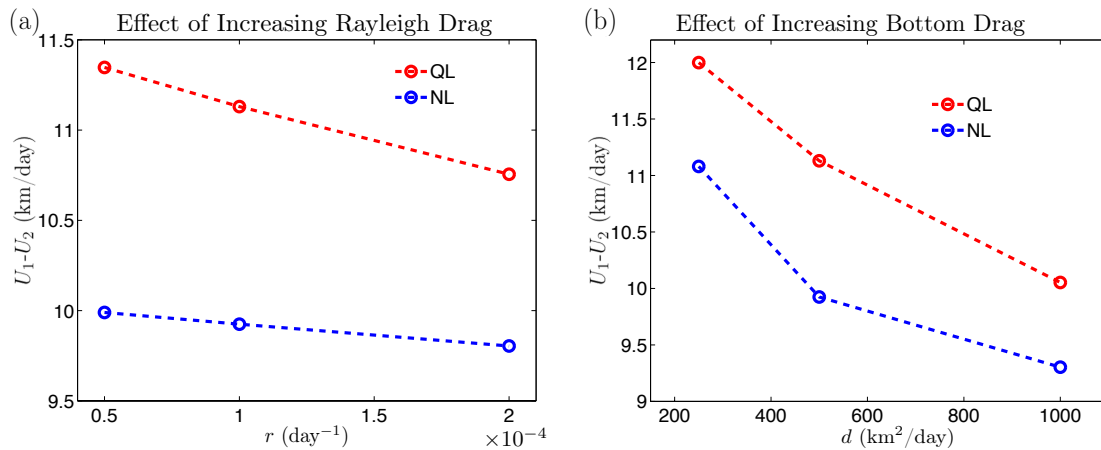 (a)
Effect of Increasing Rayleigh Drag
11.5
11
10.5
10
9.5
U₁-U₂ (km/day)
QL
NL
0.5
1
1.5
2
r (day⁻¹)
×10⁻⁴
(b)
Effect of Increasing Bottom Drag
12
11.5
11
10.5
10
9.5
9
U₁-U₂ (km/day)
QL
NL
200
400
600
800
1000
d (km²/day)